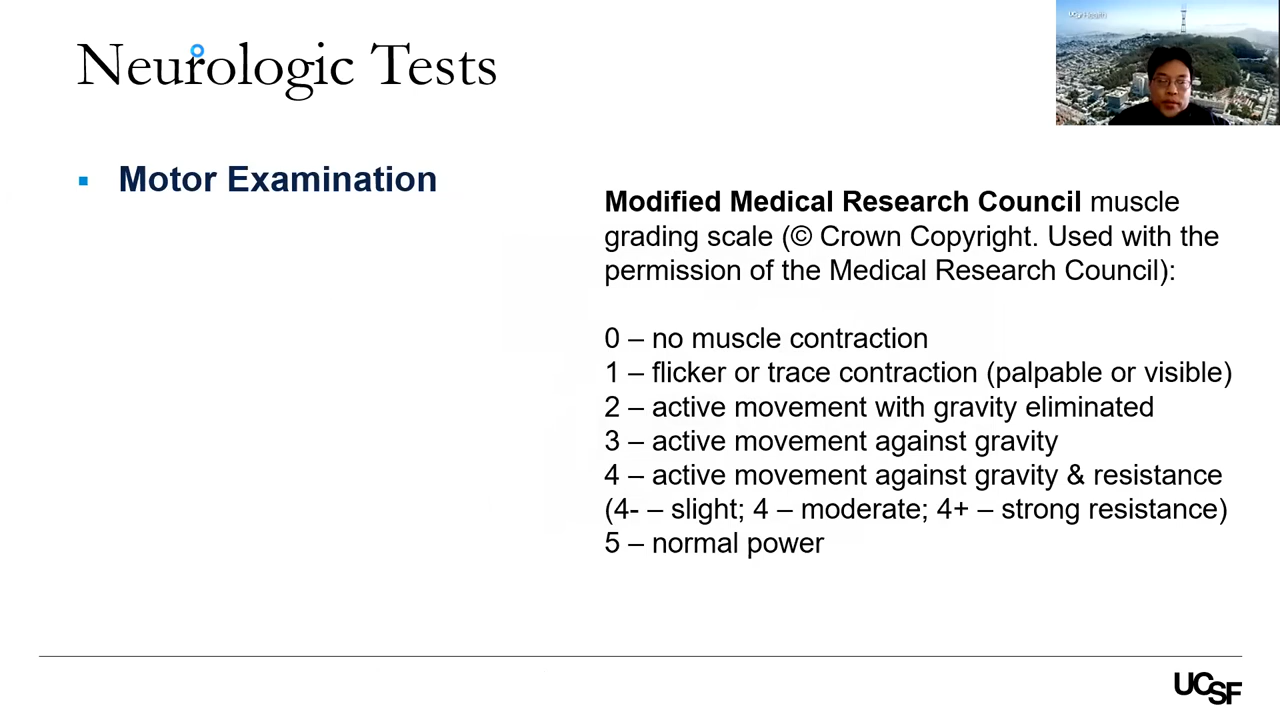 Neurologic Tests
UCSF Health
▪ Motor Examination
Modified Medical Research Council muscle
grading scale (© Crown Copyright. Used with the
permission of the Medical Research Council):
0 – no muscle contraction
1 – flicker or trace contraction (palpable or visible)
2 – active movement with gravity eliminated
3 – active movement against gravity
4 – active movement against gravity & resistance
(4- – slight; 4 – moderate; 4+ – strong resistance)
5 – normal power
UCSF